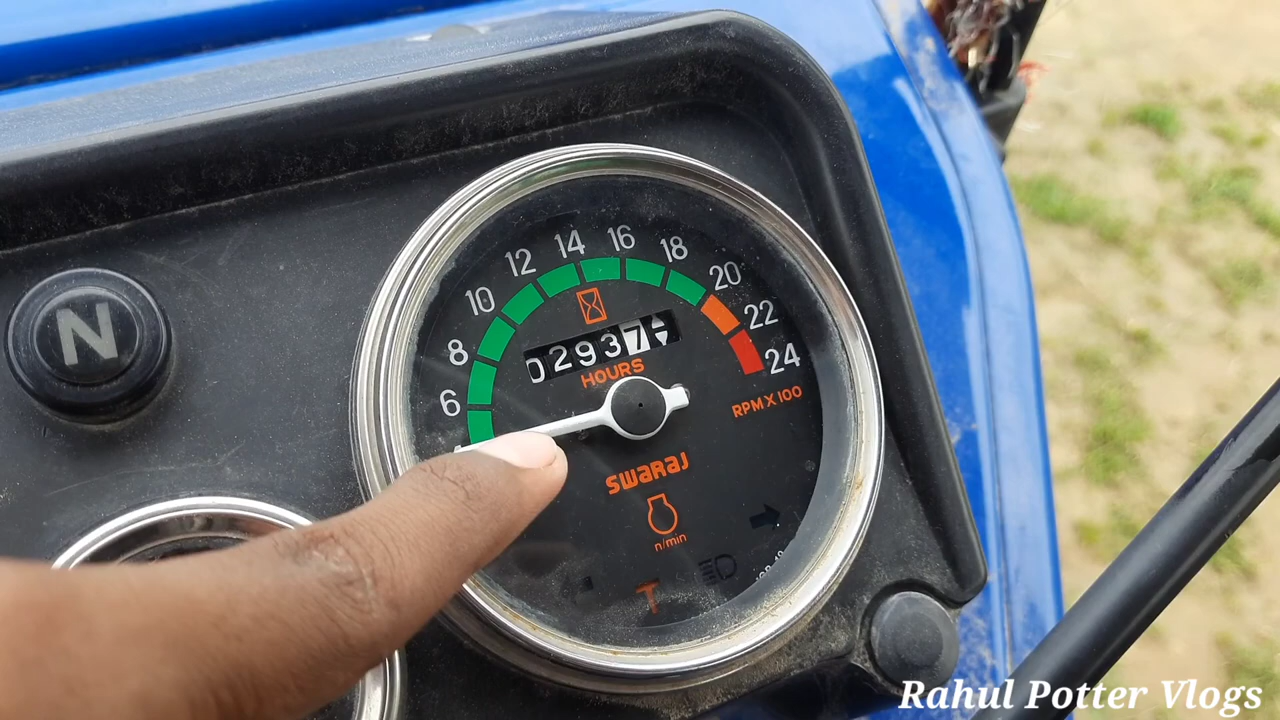 N
6 8 10 12 14 16 18 20 22 24
02937
HOURS
RPM X 100
swaraj
n/min
Rahul Potter Vlogs